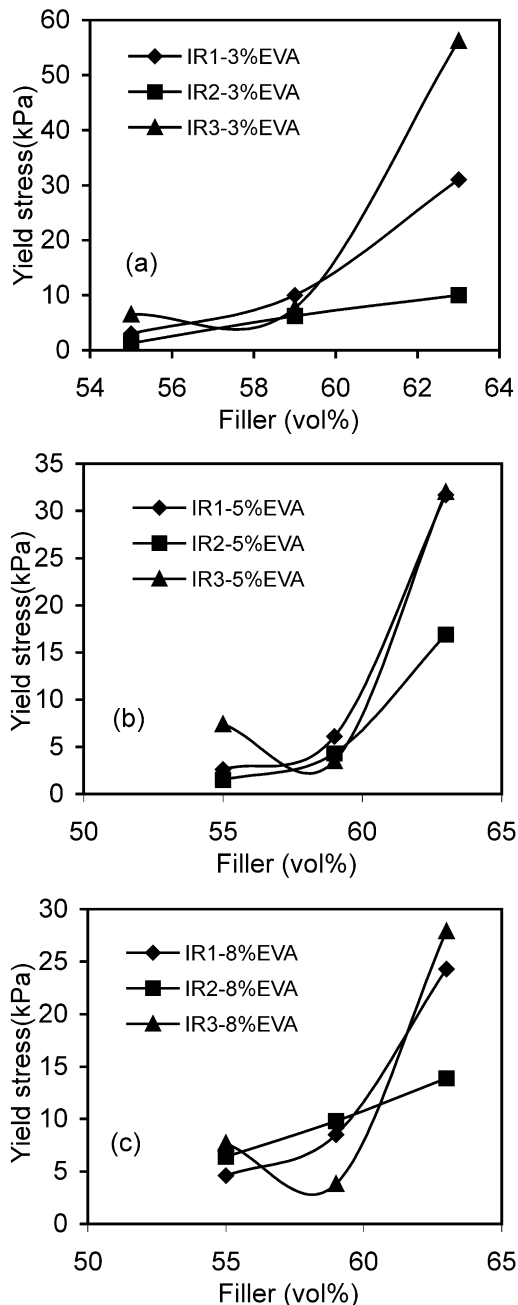 60
50
40
30
20
10
0
Yield stress(kPa)
IR1-3%EVA
IR2-3%EVA
IR3-3%EVA
(a)
54 56 58 60 62 64
Filler (vol%)
35
30
25
20
15
10
5
0
Yield stress(kPa)
IR1-5%EVA
IR2-5%EVA
IR3-5%EVA
(b)
50 55 60 65
Filler (vol%)
30
25
20
15
10
5
0
Yield stress(kPa)
IR1-8%EVA
IR2-8%EVA
IR3-8%EVA
(c)
50 55 60 65
Filler (vol%)